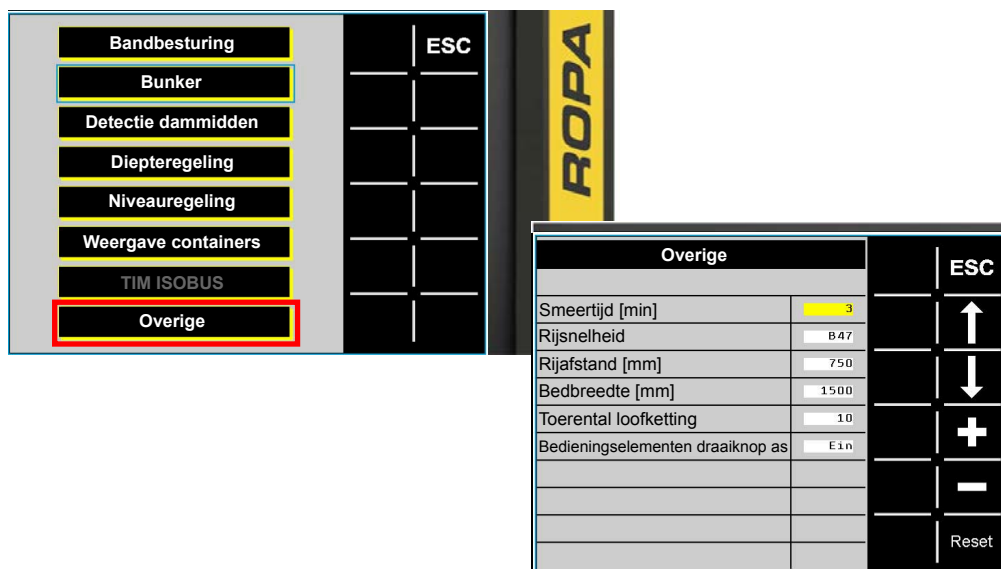 Bandbesturing
ESC
Bunker
Detectie dammidden
Diepteregeling
Niveauregeling
Weergave containers
TIM ISOBUS
Overige
ROPA
Overige
ESC
Smeertijd [min] 3
Rijsnelheid B47
Rijafstand [mm] 750
Bedbreedte [mm] 1500
Toerental loofketting 10
Bedieningselementen draaiknop as Ein
Reset